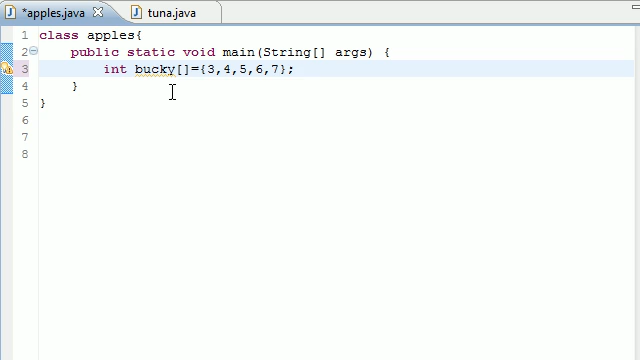 *apples.java tuna.java
1 class apples{
2 public static void main(String[] args) {
3 int bucky[]={3,4,5,6,7};
4 }
5 }
6
7
8